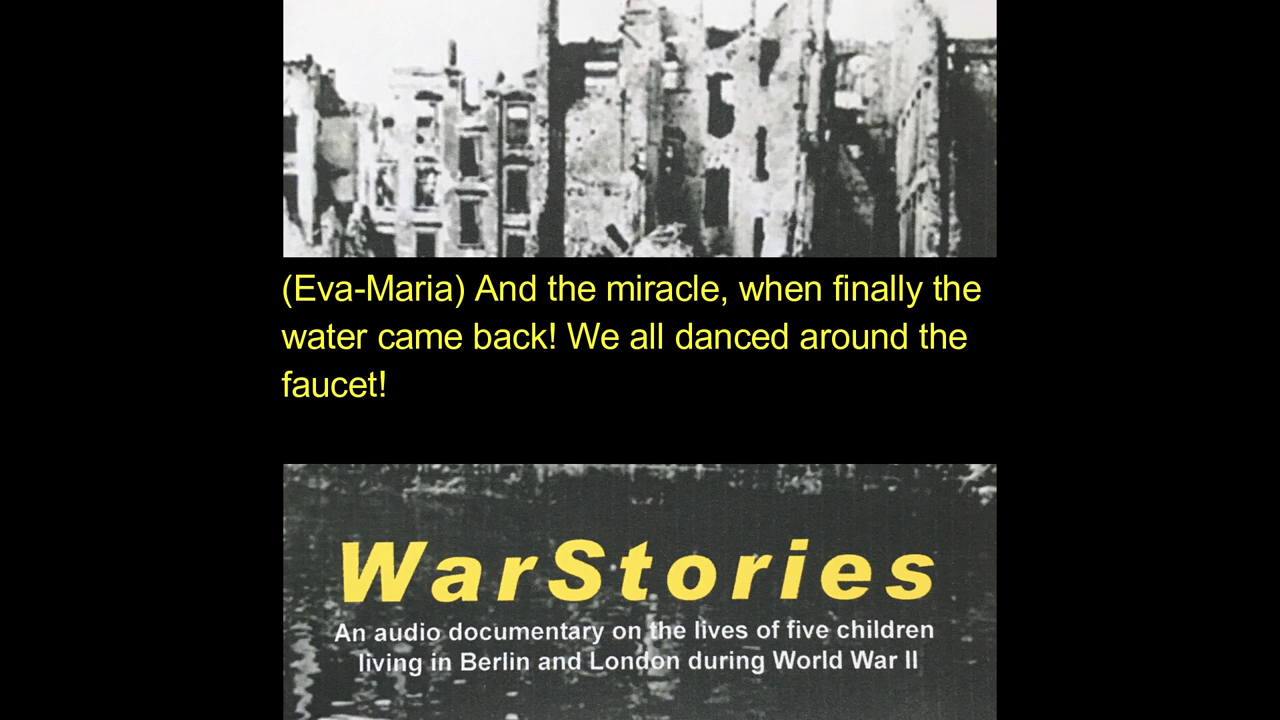 (Eva-Maria) And the miracle, when finally the
water came back! We all danced around the
faucet!
WarStories
An audio documentary on the lives of five children
living in Berlin and London during World War II